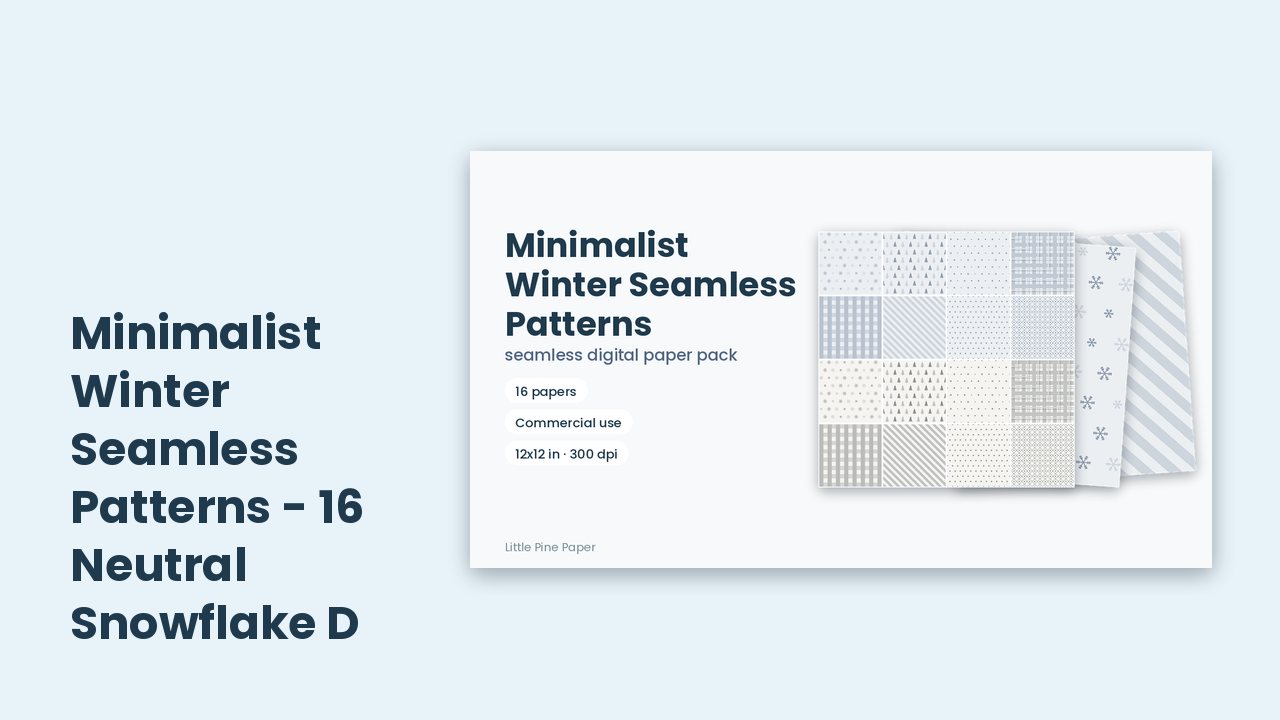 Minimalist
Winter
Seamless
Patterns - 16
Neutral
Snowflake D
Minimalist
Winter Seamless
Patterns
seamless digital paper pack
16 papers
Commercial use
12x12 in · 300 dpi
Little Pine Paper